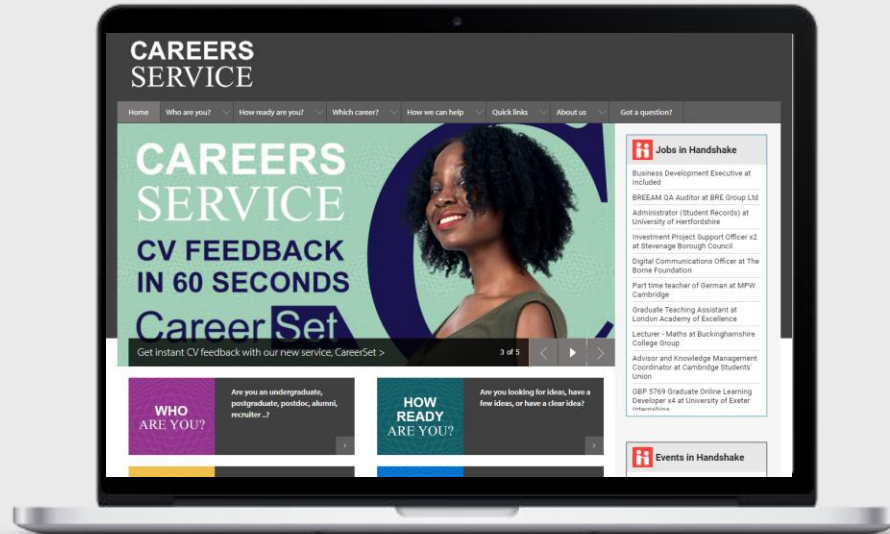 CAREERS
SERVICE
Home
Who are you?
How ready are you?
Which career?
How we can help
Quick links
About us
Got a question?
CAREERS
SERVICE
CV FEEDBACK
IN 60 SECONDS
Career Set
Get instant CV feedback with our new service, CareerSet >
3 of 5
WHO
ARE YOU?
Are you an undergraduate,
postgraduate, postdoc, alumni,
recruiter ..?
HOW
READY
ARE YOU?
Are you looking for ideas, have a
few ideas, or have a clear idea?
Jobs in Handshake
Business Development Executive at
Included
BREEAM QA Auditor at BRE Group Ltd
Administrator (Student Records) at
University of Hertfordshire
Investment Project Support Officer x2
at Stevenage Borough Council
Digital Communications Officer at The
Borne Foundation
Part time teacher of German at MPW
Cambridge
Graduate Teaching Assistant at
London Academy of Excellence
Lecturer - Maths at Buckinghamshire
College Group
Advisor and Knowledge Management
Coordinator at Cambridge Students'
Union
GBP 5769 Graduate Online Learning
Developer x4 at University of Exeter
Internships
Events in Handshake